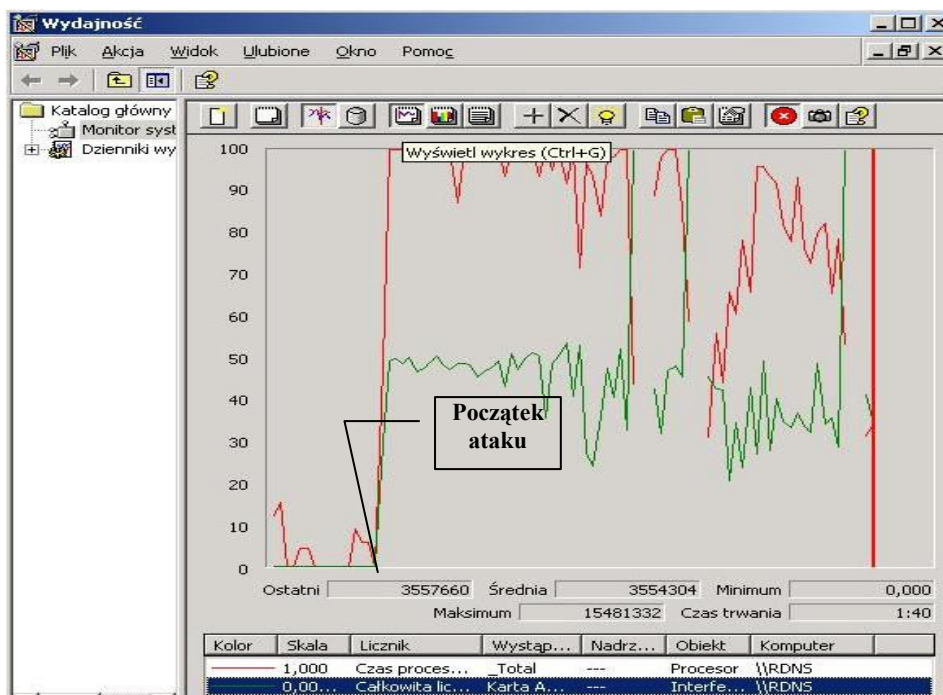 Wydajność
Plik Akcja Widok Ulubione Okno Pomoc
Katalog główny
Monitor syst
Dzienniki wy
Wyświetl wykres (Ctrl+G)
100
90
80
70
60
50
40
30
20
10
0
Początek
ataku
Ostatni 3557660 Średnia 3554304 Minimum 0,000
Maksimum 15481332 Czas trwania 1:40
Kolor Skala Licznik Wystąp... Nadrz... Obiekt Komputer
1,000 Czas proces... _Total --- Procesor \\RDNS
0,00... Całkowita lic... Karta A... --- Interfe... \\RDNS